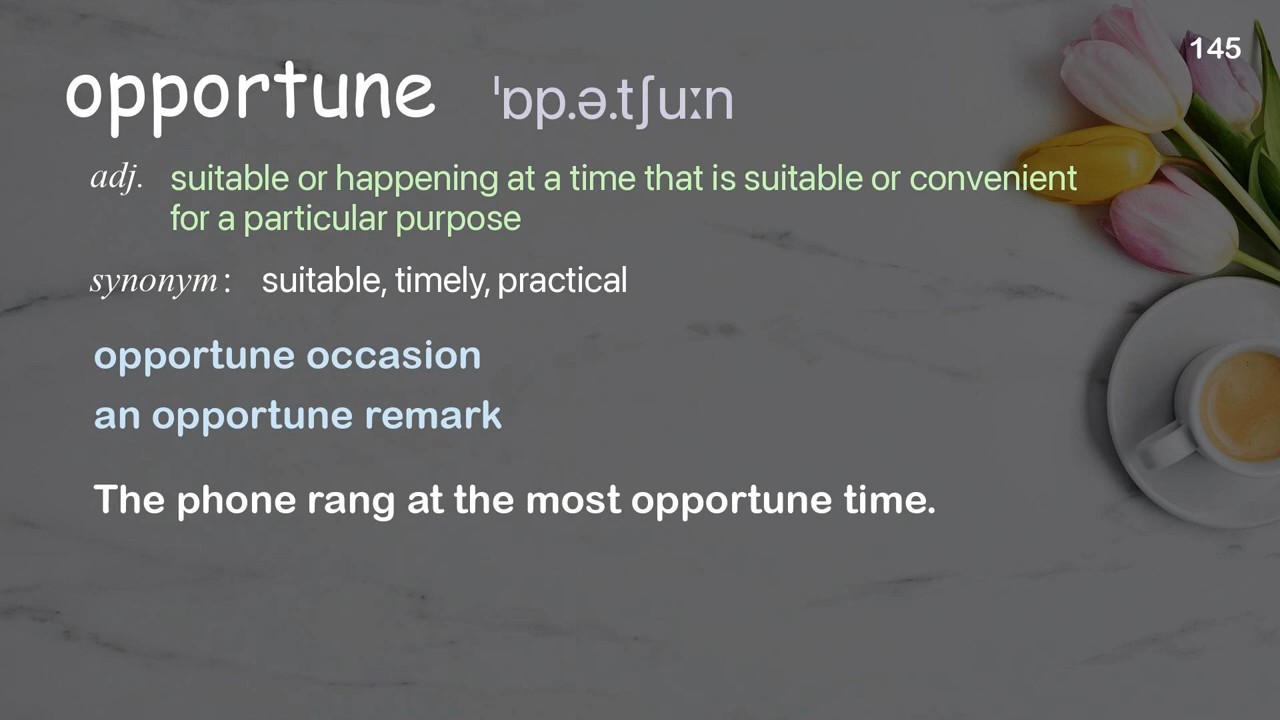 145
opportune ˈɒp.ə.tʃuːn
adj. suitable or happening at a time that is suitable or convenient
for a particular purpose
synonym : suitable, timely, practical
opportune occasion
an opportune remark
The phone rang at the most opportune time.